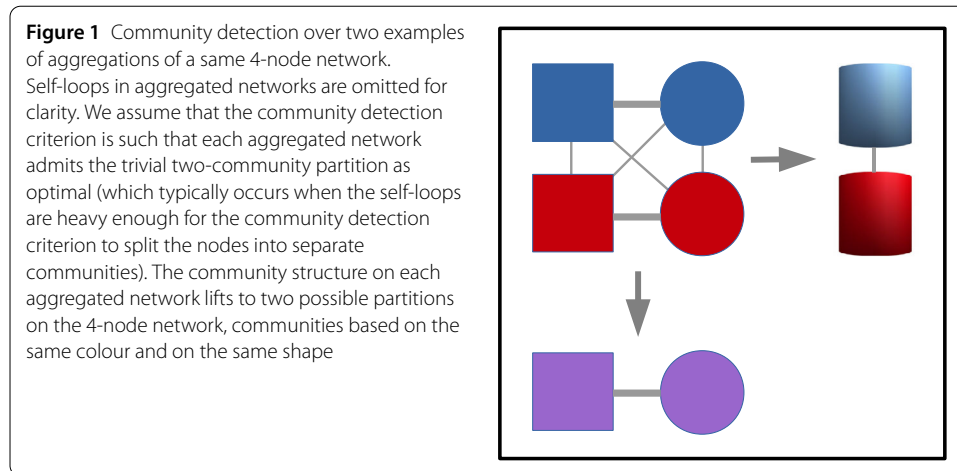 Figure 1 Community detection over two examples
of aggregations of a same 4-node network.
Self-loops in aggregated networks are omitted for
clarity. We assume that the community detection
criterion is such that each aggregated network
admits the trivial two-community partition as
optimal (which typically occurs when the self-loops
are heavy enough for the community detection
criterion to split the nodes into separate
communities). The community structure on each
aggregated network lifts to two possible partitions
on the 4-node network, communities based on the
same colour and on the same shape